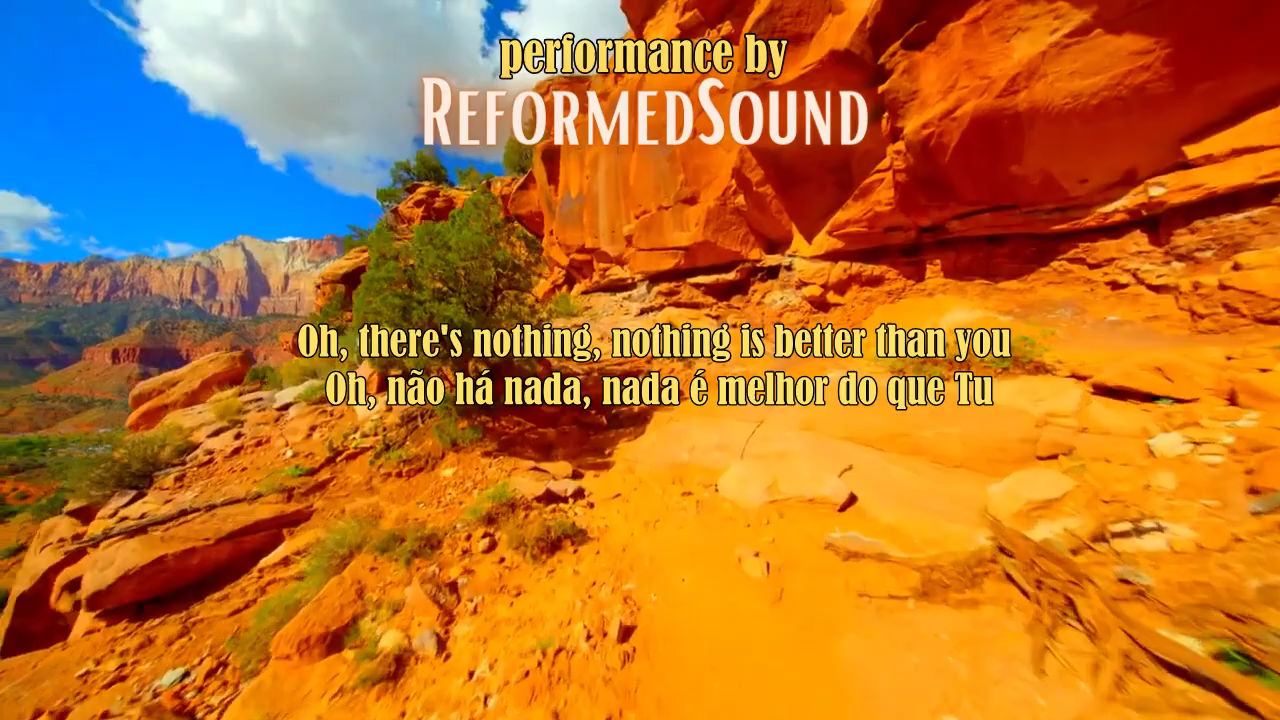 performance by
ReformedSound
Oh, there's nothing, nothing is better than you
Oh, não há nada, nada é melhor do que Tu